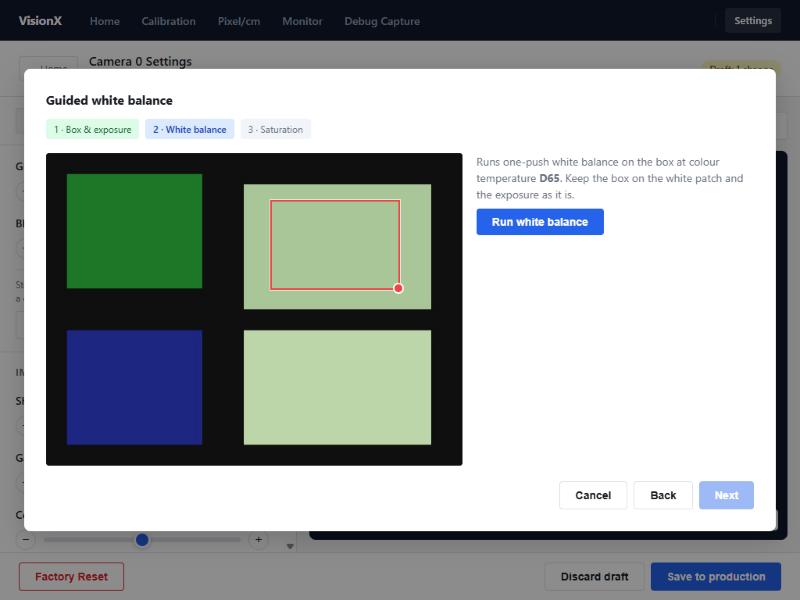 VisionX Home Calibration Pixel/cm Monitor Debug Capture Settings
Camera 0 Settings
Guided white balance
1 · Box & exposure 2 · White balance 3 · Saturation
Runs one-push white balance on the box at colour
temperature D65. Keep the box on the white patch and
the exposure as it is.
Run white balance
Cancel Back Next
Factory Reset Discard draft Save to production